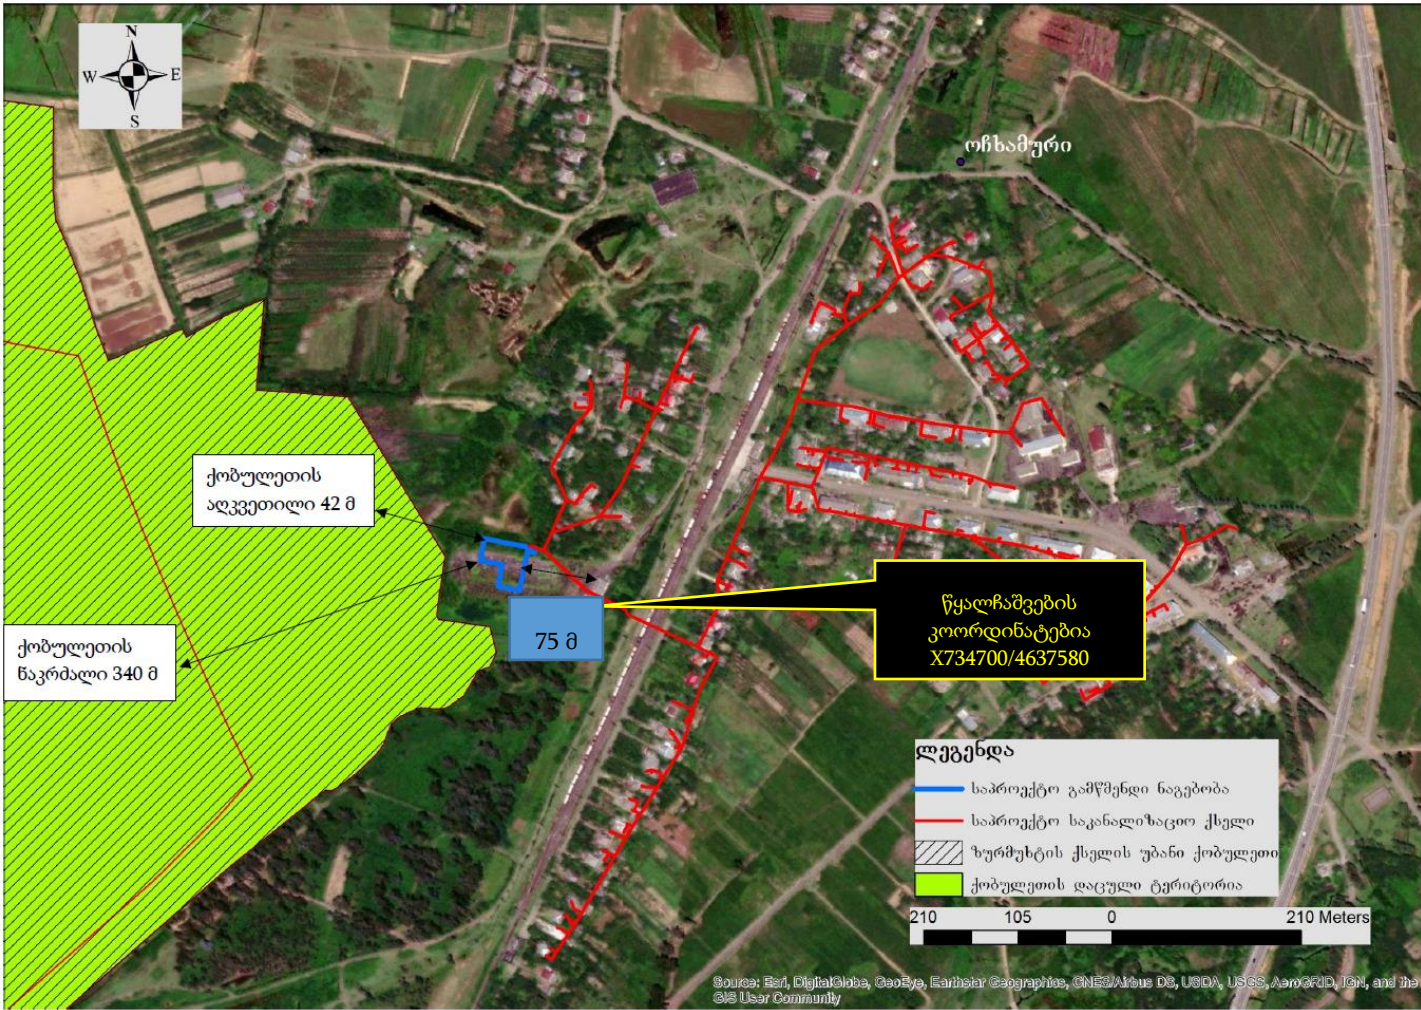 N
W E
S
ოჩხამური
ქობულეთის
აღკვეთილი 42 მ
ქობულეთის
ნაკრძალი 340 მ
75 მ
წყალჩაშვების
კოორდინატებია
X734700/4637580
ლეგენდა
საპროექტო გამწმენდი ნაგებობა
საპროექტო საკანალიზაციო ქსელი
ზურმუხტის ქსელის უბანი ქობულეთი
ქობულეთის დაცული ტერიტორია
210 105 0 210 Meters
Source: Esri, DigitalGlobe, GeoEye, Earthstar Geographics, CNES/Airbus DS, USDA, USGS, AeroGRID, IGN, and the
GIS User Community